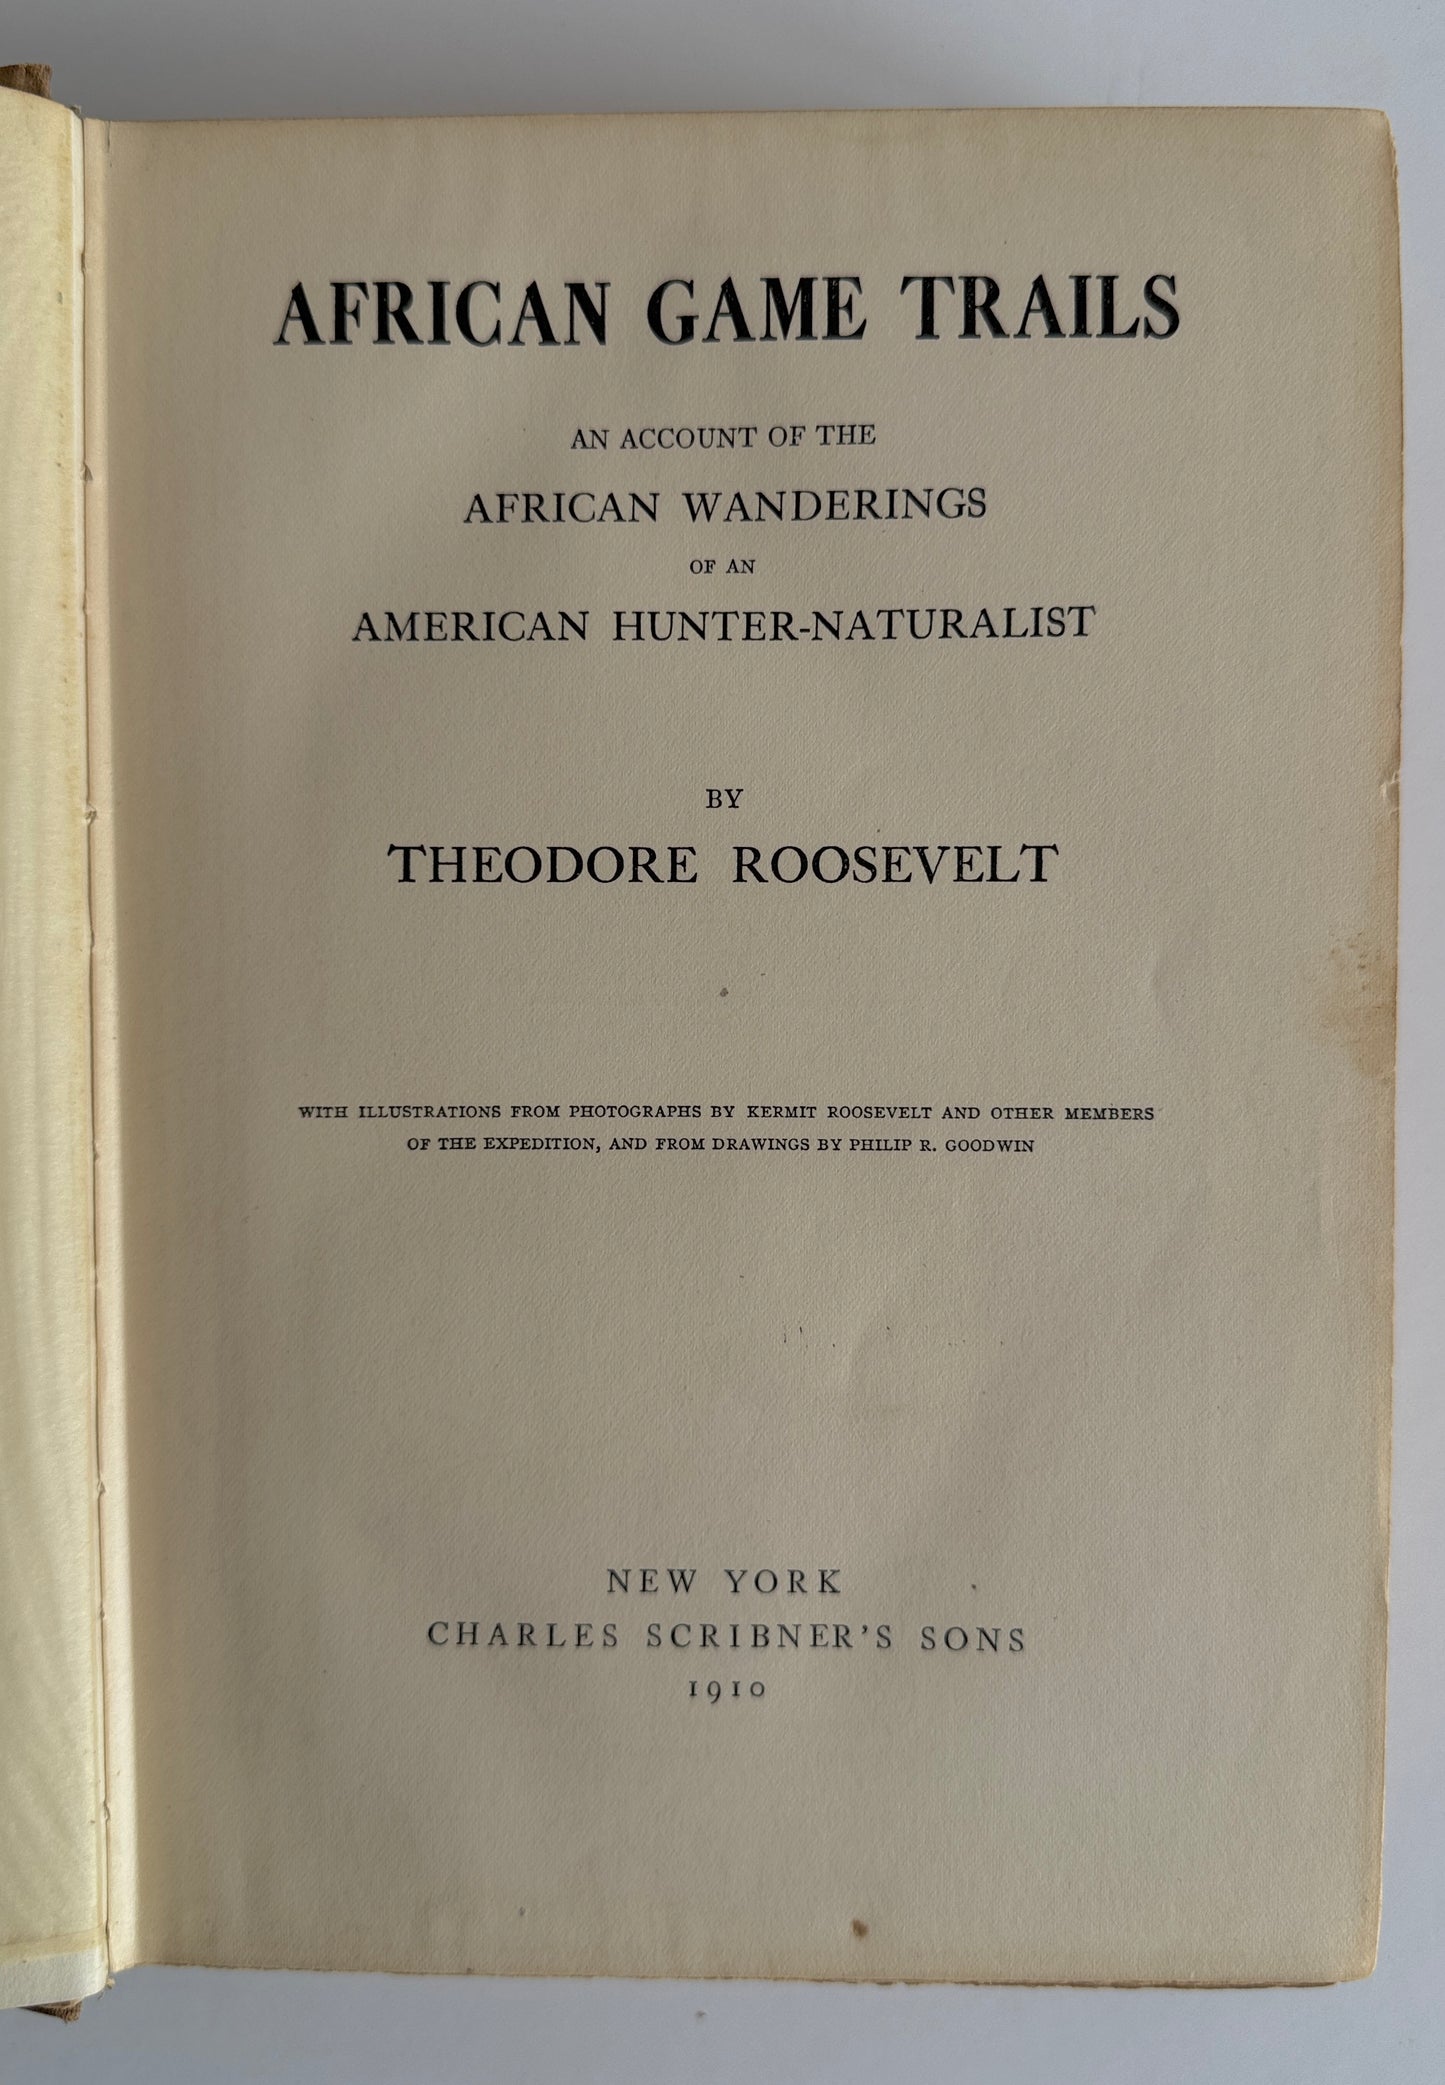 AFRICAN GAME TRAILS
AN ACCOUNT OF THE
AFRICAN WANDERINGS
OF AN
AMERICAN HUNTER-NATURALIST
BY
THEODORE ROOSEVELT
WITH ILLUSTRATIONS FROM PHOTOGRAPHS BY KERMIT ROOSEVELT AND OTHER MEMBERS
OF THE EXPEDITION, AND FROM DRAWINGS BY PHILIP R. GOODWIN
NEW YORK
CHARLES SCRIBNER'S SONS
1910